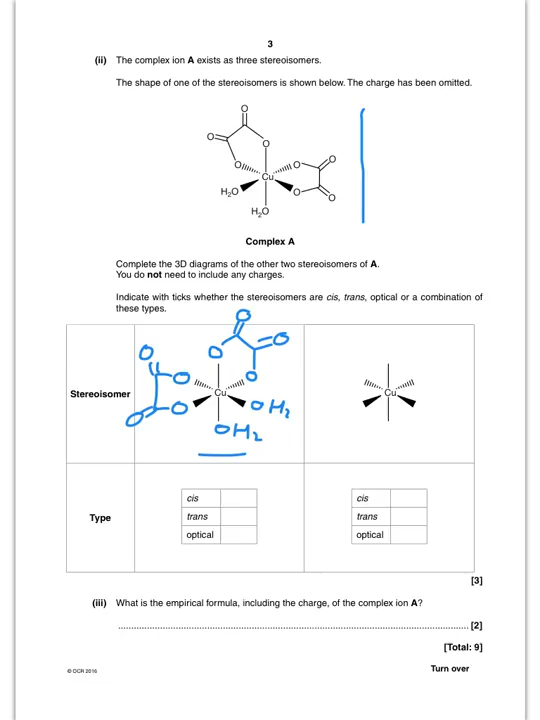 3
(ii) The complex ion A exists as three stereoisomers.
The shape of one of the stereoisomers is shown below. The charge has been omitted.
O
O
O
O
O
O
Cu
H₂O
O
O
H₂O
Complex A
Complete the 3D diagrams of the other two stereoisomers of A.
You do not need to include any charges.
Indicate with ticks whether the stereoisomers are cis, trans, optical or a combination of
these types.
O
O
O
O
O
O
Stereoisomer
Cu
Cu
O
O
OH₂
OH₂
Type
cis
trans
optical
cis
trans
optical
[3]
(iii) What is the empirical formula, including the charge, of the complex ion A?
[2]
[Total: 9]
© OCR 2016
Turn over